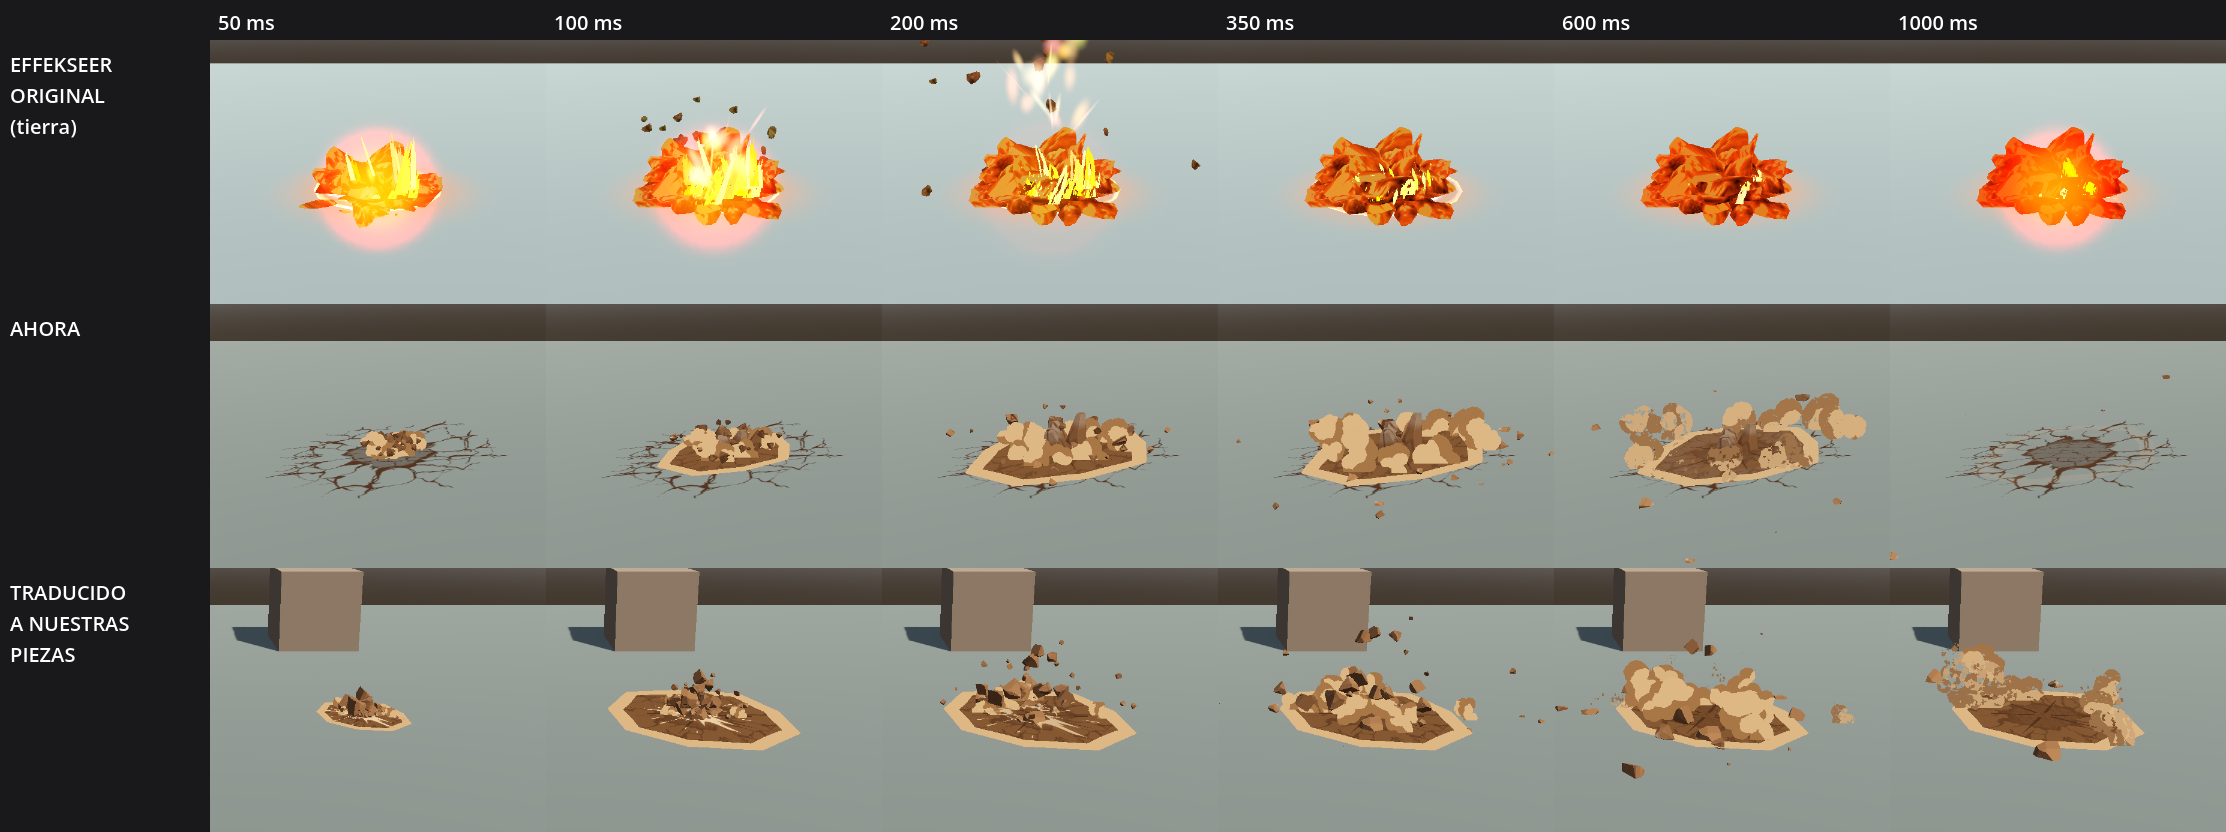 50 ms
100 ms
200 ms
350 ms
600 ms
1000 ms
EFFEKSEER
ORIGINAL
(tierra)
AHORA
TRADUCIDO
A NUESTRAS
PIEZAS